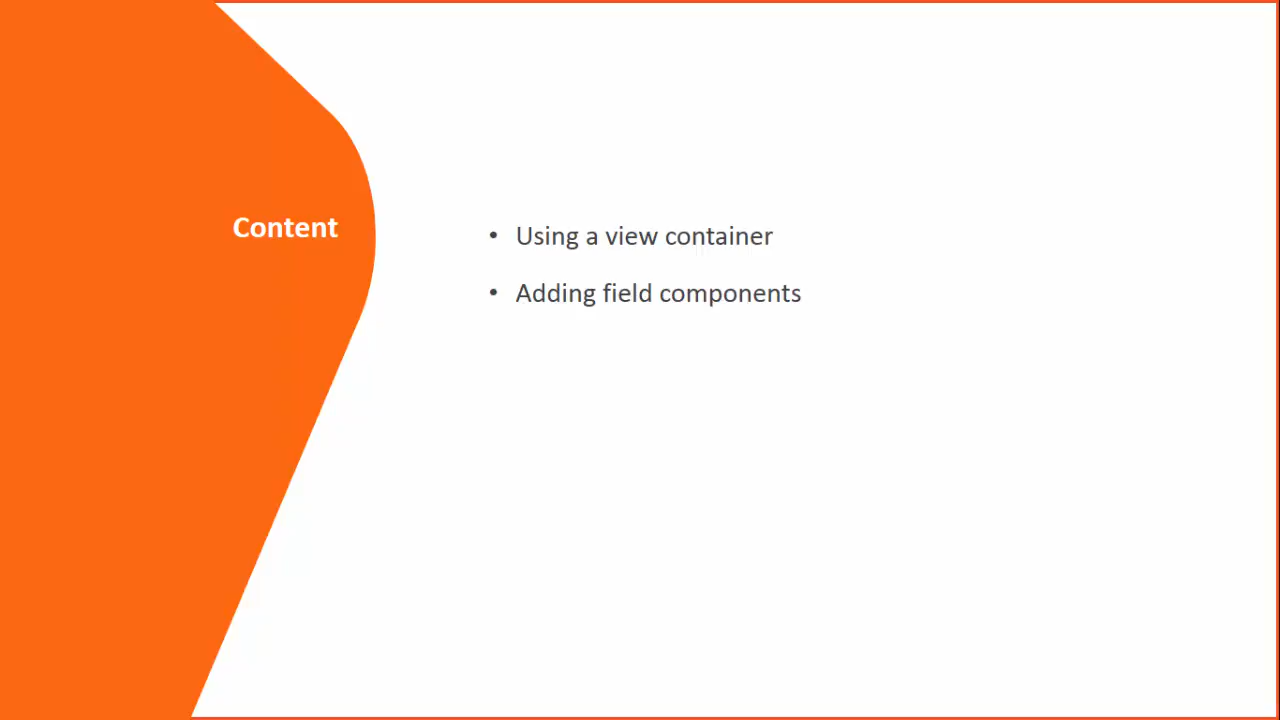 Content
• Using a view container
• Adding field components